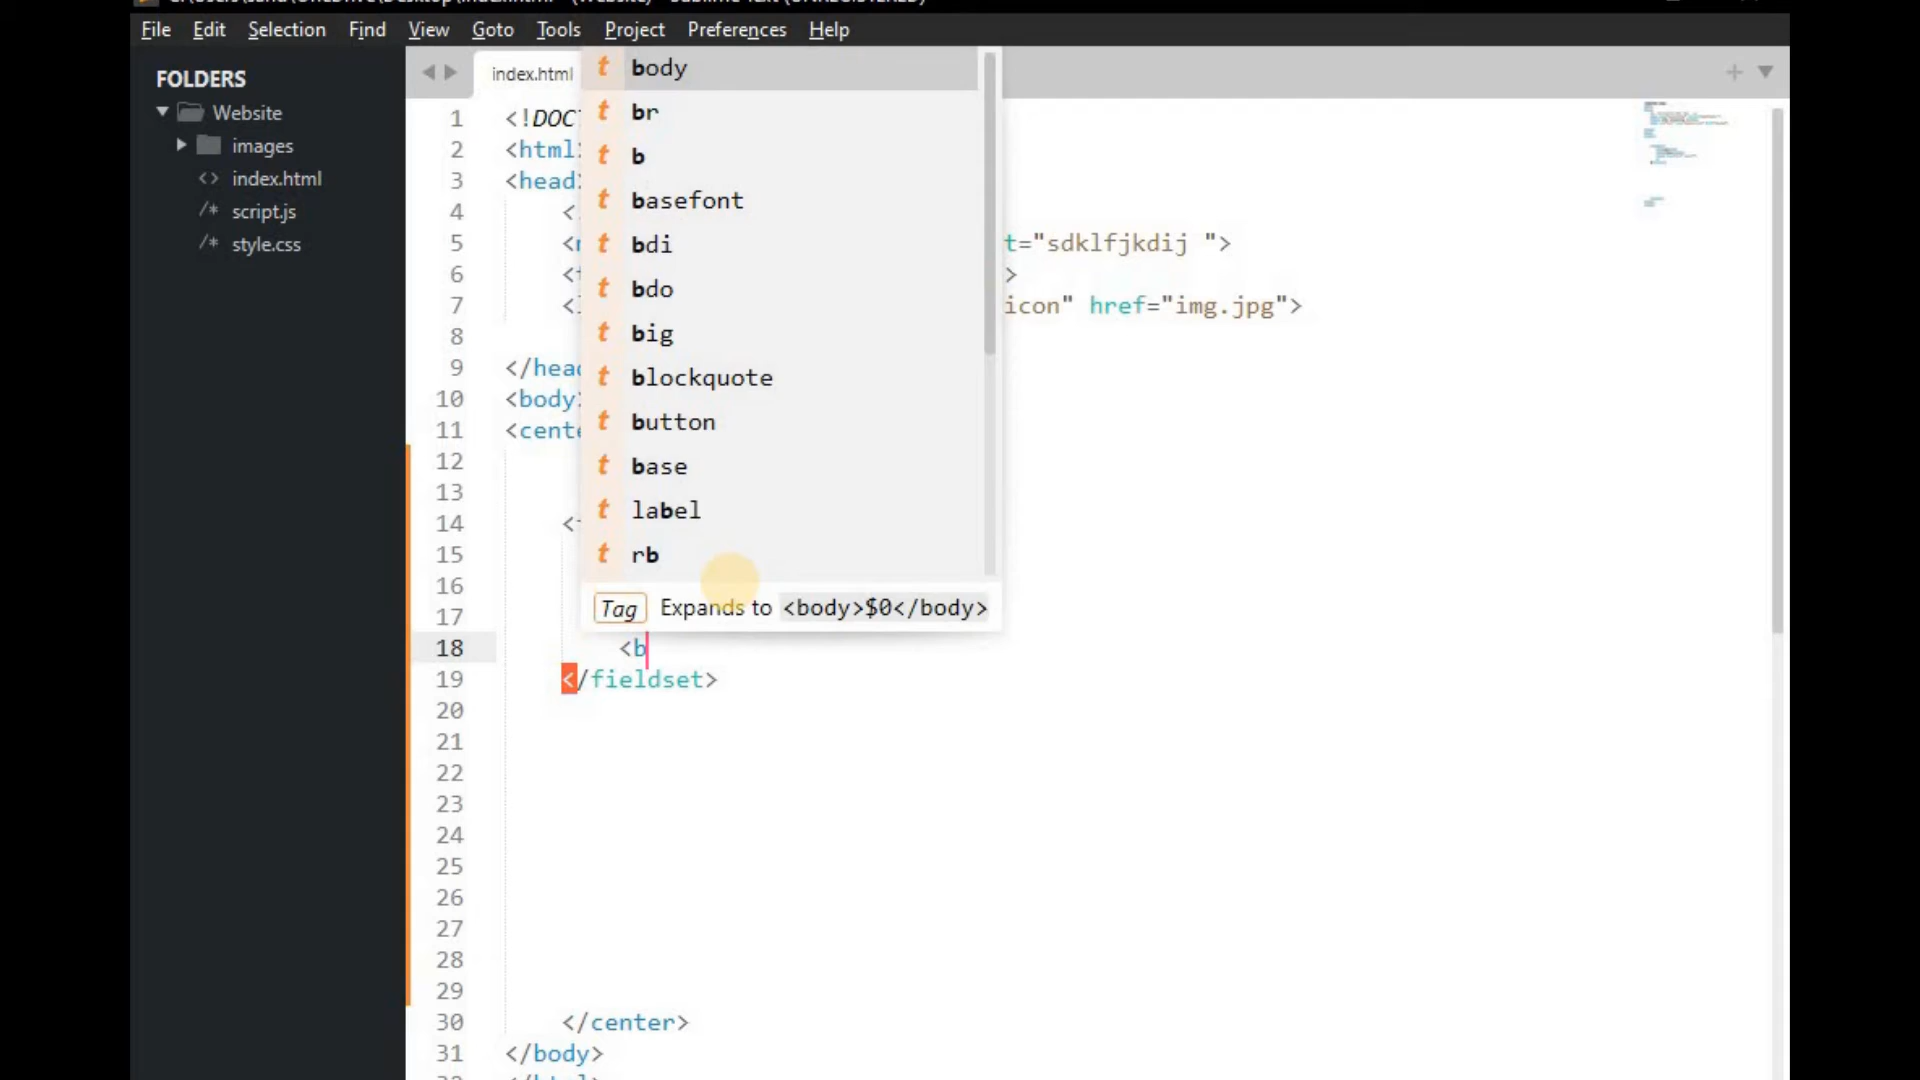 File Edit Selection Find View Goto Tools Project Preferences Help
FOLDERS
Website
images
index.html
script.js
style.css
index.html
1 <!DOCT
2 <html>
3 <head>
4 <
5 < t="sdklfjkdij ">
6 < >
7 < icon" href="img.jpg">
8
9 </head
10 <body>
11 <cente
12
13
14 <
15
16
17
18 <b
19 </fieldset>
20
21
22
23
24
25
26
27
28
29
30 </center>
31 </body>
t body
t br
t b
t basefont
t bdi
t bdo
t big
t blockquote
t button
t base
t label
t rb
Tag Expands to <body>$0</body>